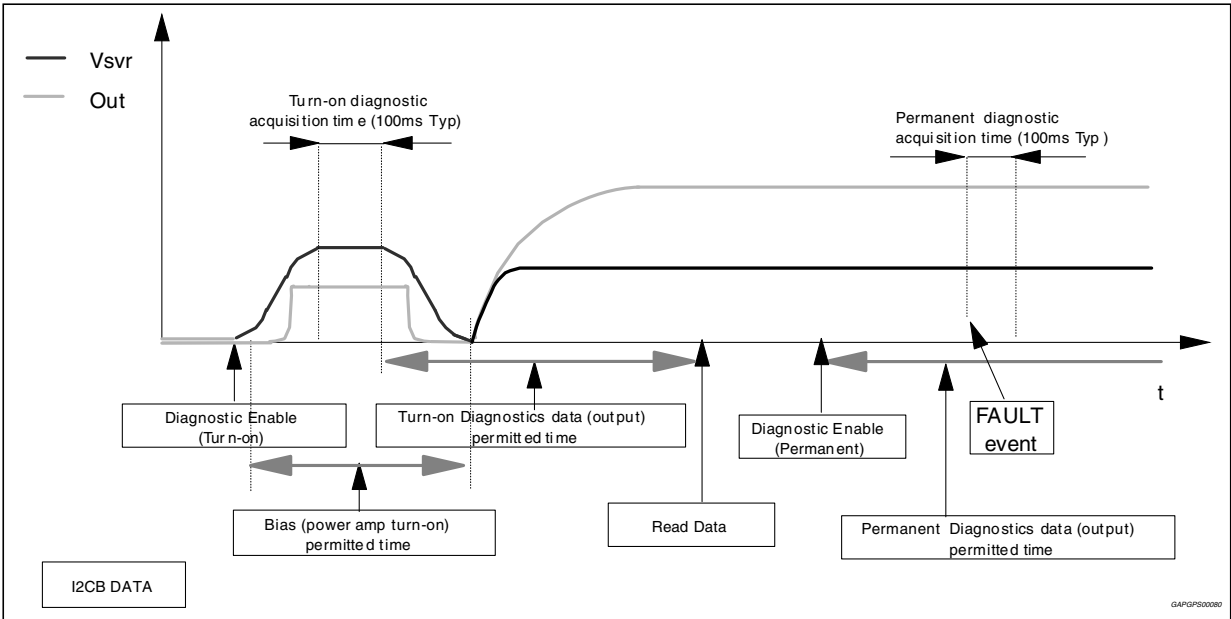 Vsvr
Out
Turn-on diagnostic
acquisition time (100ms Typ)
Permanent diagnostic
acquisition time (100ms Typ)
t
Diagnostic Enable
(Turn-on)
Turn-on Diagnostics data (output)
permitted time
Diagnostic Enable
(Permanent)
FAULT
event
Bias (power amp turn-on)
permitted time
Read Data
Permanent Diagnostics data (output)
permitted time
I2CB DATA
GAPGPS00080